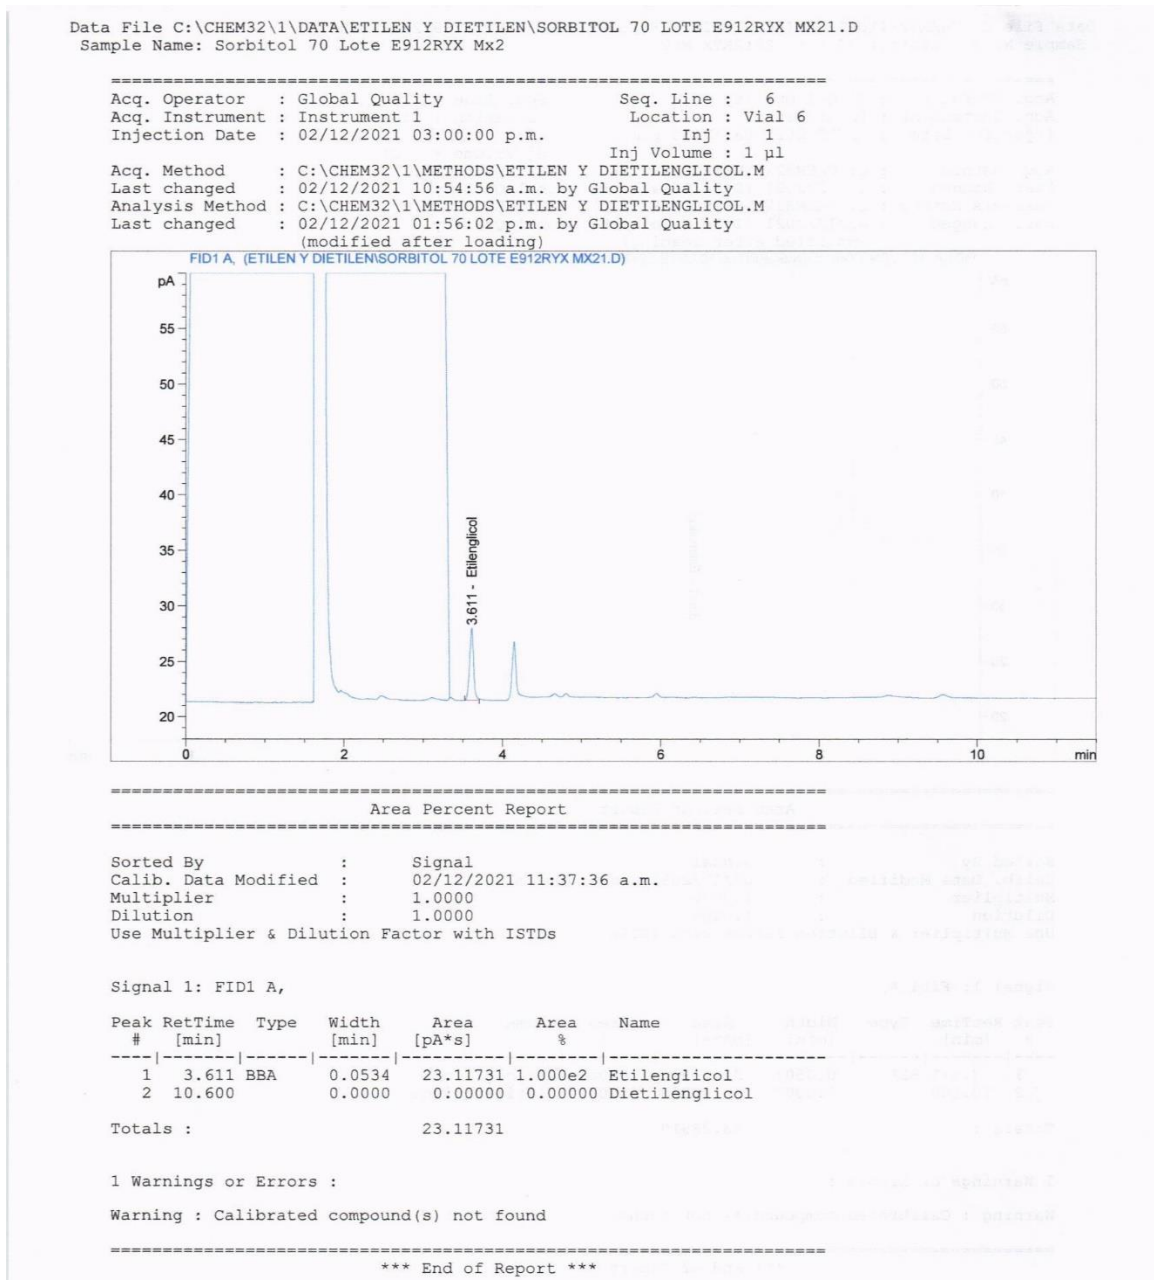 Data File C:\CHEM32\1\DATA\ETILEN Y DIETILEN\SORBITOL 70 LOTE E912RYX MX21.D
Sample Name: Sorbitol 70 Lote E912RYX Mx2
Acq. Operator : Global Quality Seq. Line : 6
Acq. Instrument : Instrument 1 Location : Vial 6
Injection Date : 02/12/2021 03:00:00 p.m. Inj : 1
Inj Volume : 1 µl
Acq. Method : C:\CHEM32\1\METHODS\ETILEN Y DIETILENGLICOL.M
Last changed : 02/12/2021 10:54:56 a.m. by Global Quality
Analysis Method : C:\CHEM32\1\METHODS\ETILEN Y DIETILENGLICOL.M
Last changed : 02/12/2021 01:56:02 p.m. by Global Quality
(modified after loading)
FID1 A, (ETILEN Y DIETILEN\SORBITOL 70 LOTE E912RYX MX21.D)
pA
55
50
45
40
35
30
25
20
3.611 - Etilenglicol
0 2 4 6 8 10 min
Area Percent Report
Sorted By : Signal
Calib. Data Modified : 02/12/2021 11:37:36 a.m.
Multiplier : 1.0000
Dilution : 1.0000
Use Multiplier & Dilution Factor with ISTDs
Signal 1: FID1 A,
Peak RetTime Type Width Area Area Name
# [min] [min] [pA*s] %
1 3.611 BBA 0.0534 23.11731 1.000e2 Etilenglicol
2 10.600 0.0000 0.00000 0.00000 Dietilenglicol
Totals : 23.11731
1 Warnings or Errors :
Warning : Calibrated compound(s) not found
*** End of Report ***